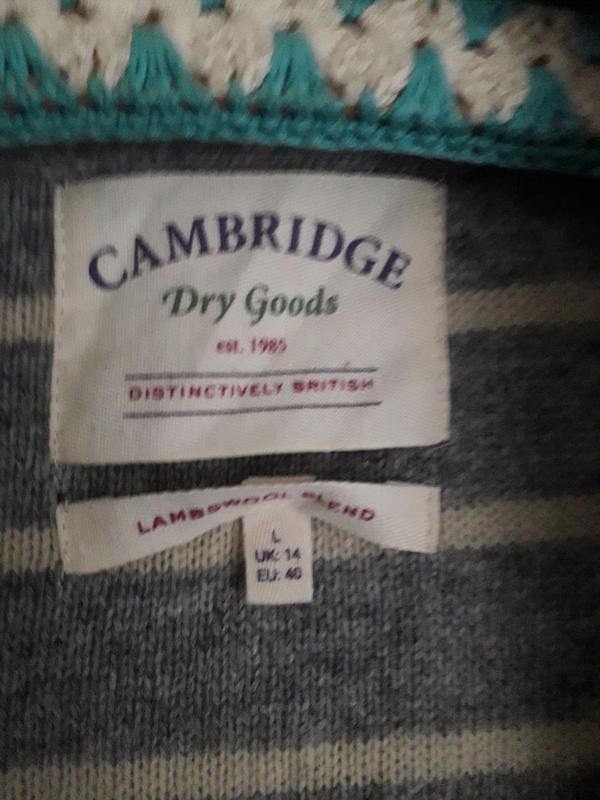 CAMBRIDGE
Dry Goods
est. 1985
DISTINCTIVELY BRITISH
LAMBSWOOL BLEND
L
UK: 14
EU: 40